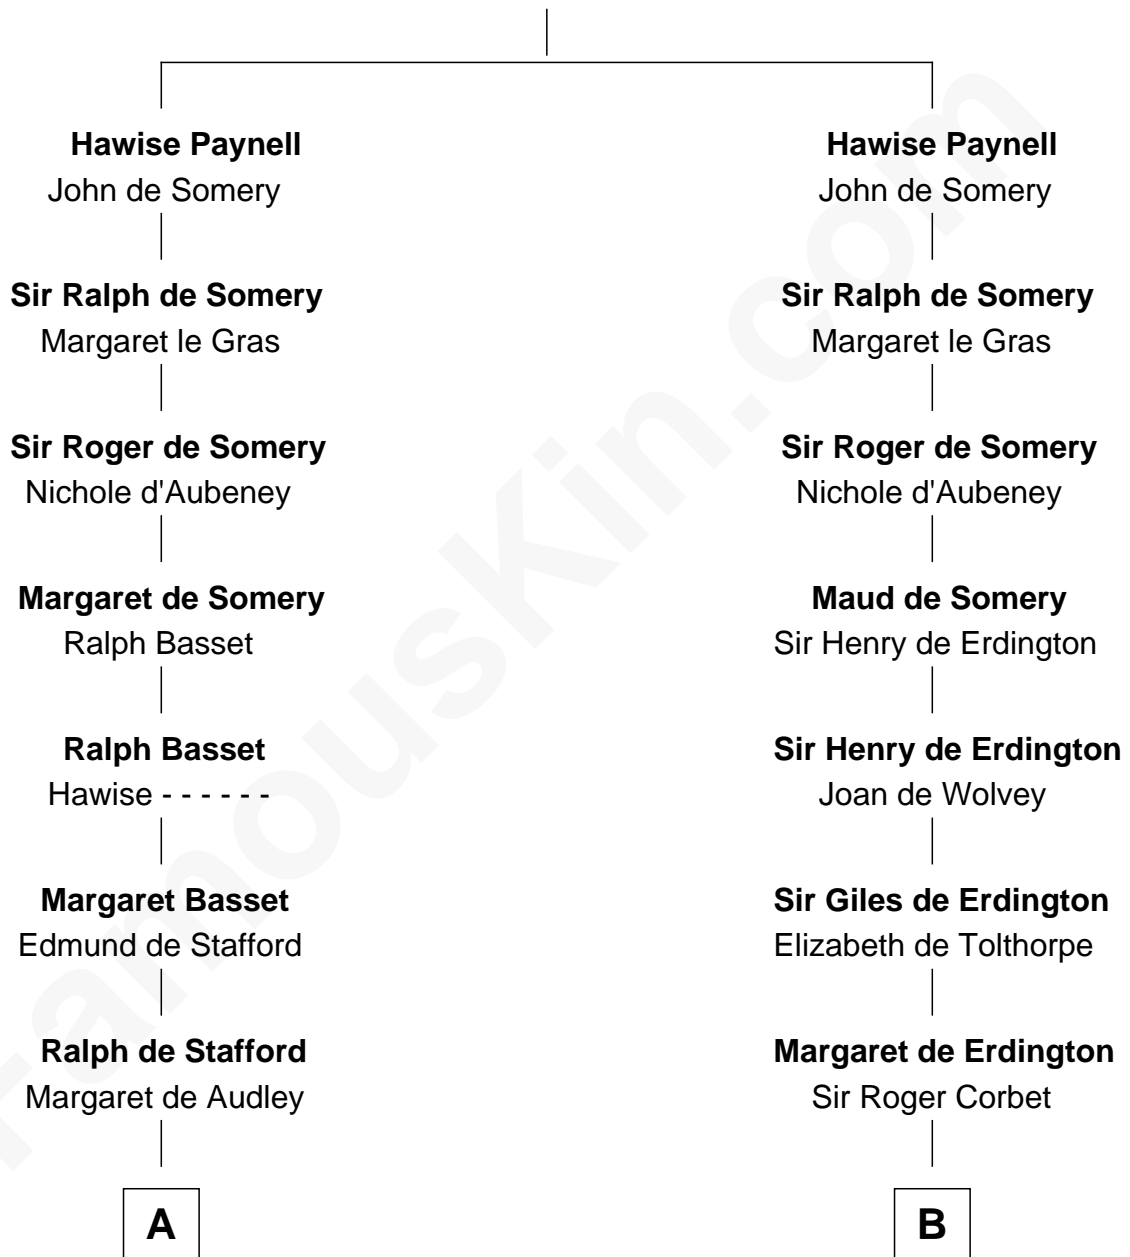 Hawise Paynell
John de Somery
Sir Ralph de Somery
Margaret le Gras
Sir Roger de Somery
Nichole d'Aubeney
Margaret de Somery
Ralph Basset
Ralph Basset
Hawise - - - - - -
Margaret Basset
Edmund de Stafford
Ralph de Stafford
Margaret de Audley
A
Hawise Paynell
John de Somery
Sir Ralph de Somery
Margaret le Gras
Sir Roger de Somery
Nichole d'Aubeney
Maud de Somery
Sir Henry de Erdington
Sir Henry de Erdington
Joan de Wolvey
Sir Giles de Erdington
Elizabeth de Tolthorpe
Margaret de Erdington
Sir Roger Corbet
B
FamousKin.com